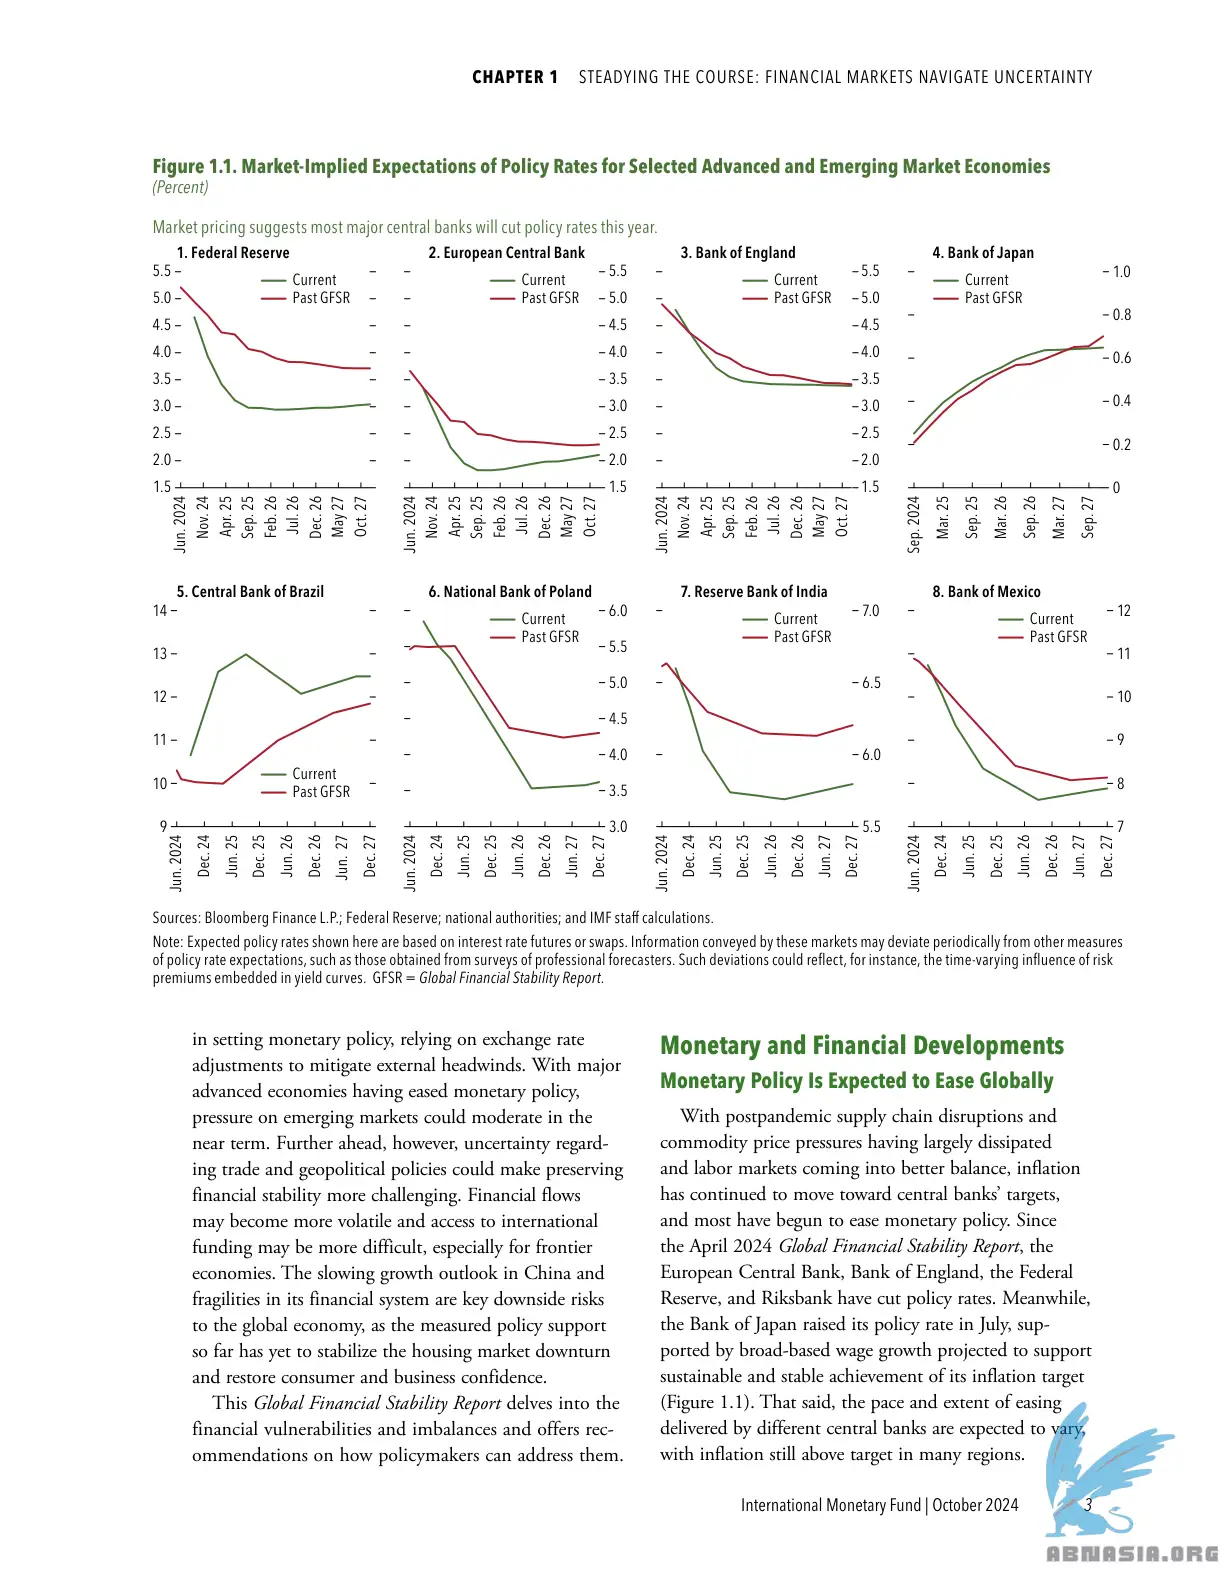 CHAPTER 1 STEADYING THE COURSE: FINANCIAL MARKETS NAVIGATE UNCERTAINTY
Figure 1.1. Market-Implied Expectations of Policy Rates for Selected Advanced and Emerging Market Economies
(Percent)
Market pricing suggests most major central banks will cut policy rates this year.
1. Federal Reserve
5.5
5.0
4.5
4.0
3.5
3.0
2.5
2.0
1.5
Current
Past GFSR
Jun. 2024
Nov. 24
Apr. 25
Sep. 25
Feb. 26
Jul. 26
Dec. 26
May 27
Oct. 27
2. European Central Bank
Current
Past GFSR
5.5
5.0
4.5
4.0
3.5
3.0
2.5
2.0
1.5
Jun. 2024
Nov. 24
Apr. 25
Sep. 25
Feb. 26
Jul. 26
Dec. 26
May 27
Oct. 27
3. Bank of England
Current
Past GFSR
5.5
5.0
4.5
4.0
3.5
3.0
2.5
2.0
1.5
Jun. 2024
Nov. 24
Apr. 25
Sep. 25
Feb. 26
Jul. 26
Dec. 26
May 27
Oct. 27
4. Bank of Japan
Current
Past GFSR
1.0
0.8
0.6
0.4
0.2
0
Sep. 2024
Mar. 25
Sep. 25
Mar. 26
Sep. 26
Mar. 27
Sep. 27
5. Central Bank of Brazil
14
13
12
11
10
9
Current
Past GFSR
Jun. 2024
Dec. 24
Jun. 25
Dec. 25
Jun. 26
Dec. 26
Jun. 27
Dec. 27
6. National Bank of Poland
Current
Past GFSR
6.0
5.5
5.0
4.5
4.0
3.5
3.0
Jun. 2024
Dec. 24
Jun. 25
Dec. 25
Jun. 26
Dec. 26
Jun. 27
Dec. 27
7. Reserve Bank of India
Current
Past GFSR
7.0
6.5
6.0
5.5
Jun. 2024
Dec. 24
Jun. 25
Dec. 25
Jun. 26
Dec. 26
Jun. 27
Dec. 27
8. Bank of Mexico
Current
Past GFSR
12
11
10
9
8
7
Jun. 2024
Dec. 24
Jun. 25
Dec. 25
Jun. 26
Dec. 26
Jun. 27
Dec. 27
Sources: Bloomberg Finance L.P.; Federal Reserve; national authorities; and IMF staff calculations.
Note: Expected policy rates shown here are based on interest rate futures or swaps. Information conveyed by these markets may deviate periodically from other measures
of policy rate expectations, such as those obtained from surveys of professional forecasters. Such deviations could reflect, for instance, the time-varying influence of risk
premiums embedded in yield curves. GFSR = Global Financial Stability Report.
in setting monetary policy, relying on exchange rate
adjustments to mitigate external headwinds. With major
advanced economies having eased monetary policy,
pressure on emerging markets could moderate in the
near term. Further ahead, however, uncertainty regard-
ing trade and geopolitical policies could make preserving
financial stability more challenging. Financial flows
may become more volatile and access to international
funding may be more difficult, especially for frontier
economies. The slowing growth outlook in China and
fragilities in its financial system are key downside risks
to the global economy, as the measured policy support
so far has yet to stabilize the housing market downturn
and restore consumer and business confidence.
This Global Financial Stability Report delves into the
financial vulnerabilities and imbalances and offers rec-
ommendations on how policymakers can address them.
Monetary and Financial Developments
Monetary Policy Is Expected to Ease Globally
With postpandemic supply chain disruptions and
commodity price pressures having largely dissipated
and labor markets coming into better balance, inflation
has continued to move toward central banks’ targets,
and most have begun to ease monetary policy. Since
the April 2024 Global Financial Stability Report, the
European Central Bank, Bank of England, the Federal
Reserve, and Riksbank have cut policy rates. Meanwhile,
the Bank of Japan raised its policy rate in July, sup-
ported by broad-based wage growth projected to support
sustainable and stable achievement of its inflation target
(Figure 1.1). That said, the pace and extent of easing
delivered by different central banks are expected to vary,
with inflation still above target in many regions.
International Monetary Fund | October 2024 3
ABNASIA.ORG